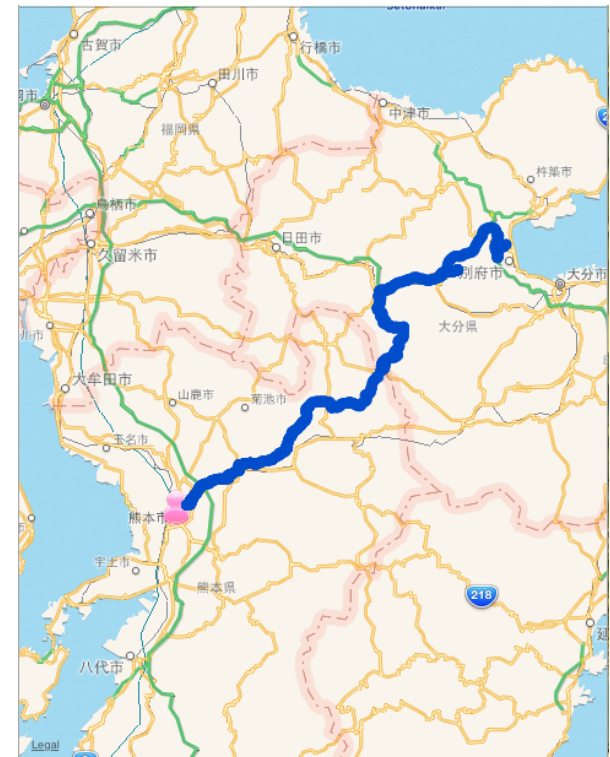 Setonaikai
古賀市
行橋市
田川市
福岡県
中津市
杵築市
鳥栖市
日田市
久留米市
別府市
大分市
大分県
大牟田市
山鹿市
菊池市
玉名市
熊本市
宇土市
熊本県
218
八代市
延
Legal